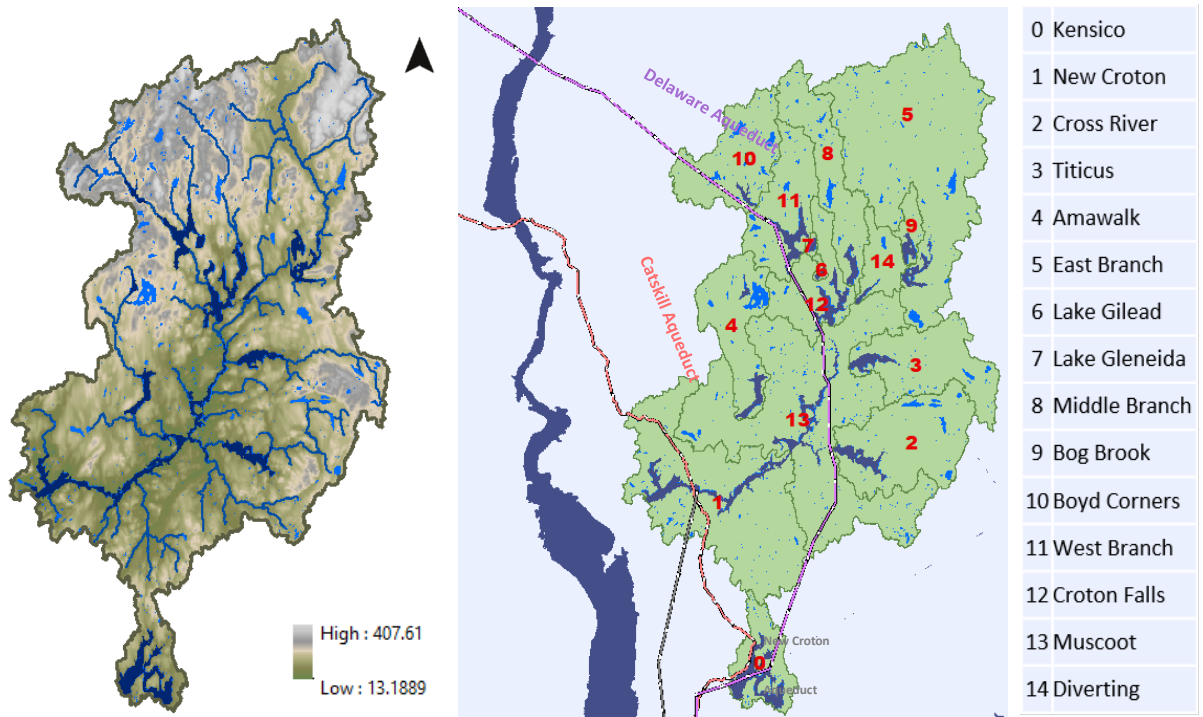 High : 407.61
Low : 13.1889
Delaware Aqueduct
Catskill Aqueduct
5
8
10
11
9
7
14
6
12
4
3
13
2
1
New Croton
0
Aqueduct
0 Kensico
1 New Croton
2 Cross River
3 Titicus
4 Amawalk
5 East Branch
6 Lake Gilead
7 Lake Gleneida
8 Middle Branch
9 Bog Brook
10 Boyd Corners
11 West Branch
12 Croton Falls
13 Muscoot
14 Diverting